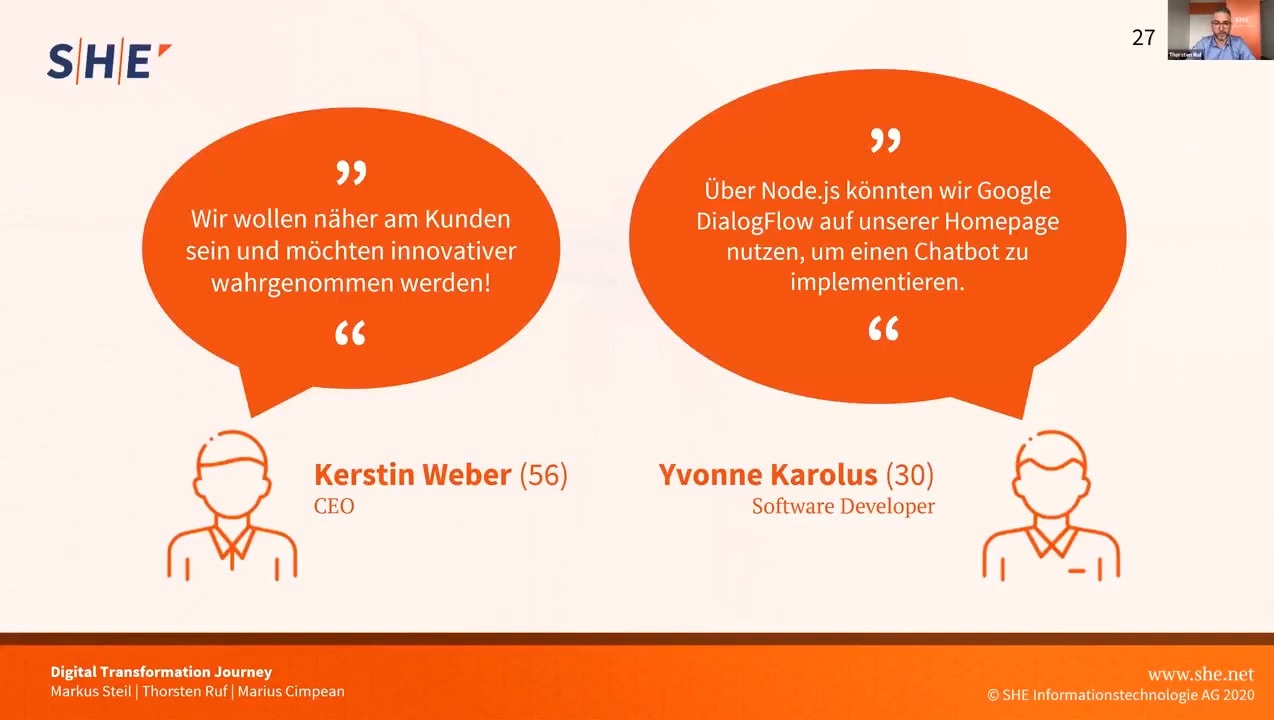 S|H|E
27
Thorsten Ruf
SHE
”
Wir wollen näher am Kunden
sein und möchten innovativer
wahrgenommen werden!
“
”
Über Node.js könnten wir Google
DialogFlow auf unserer Homepage
nutzen, um einen Chatbot zu
implementieren.
“
Kerstin Weber (56)
CEO
Yvonne Karolus (30)
Software Developer
Digital Transformation Journey
Markus Steil | Thorsten Ruf | Marius Cimpean
www.she.net
© SHE Informationstechnologie AG 2020